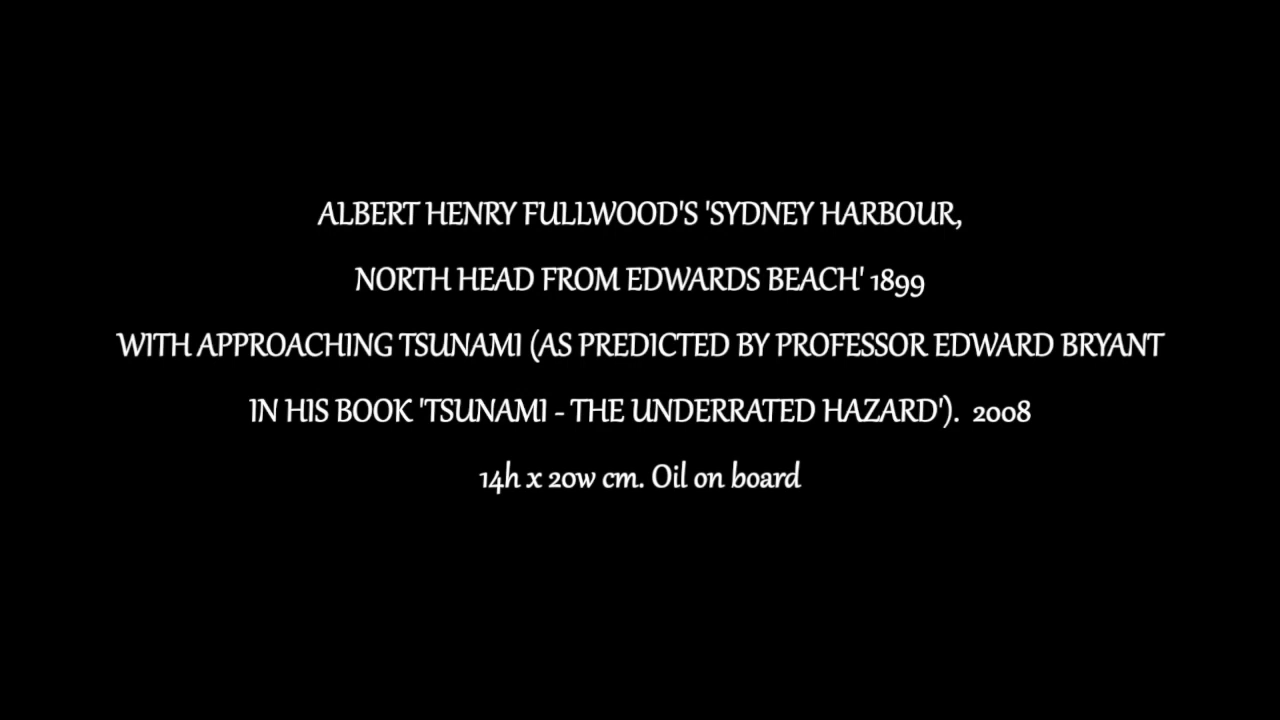 ALBERT HENRY FULLWOOD'S 'SYDNEY HARBOUR,
NORTH HEAD FROM EDWARDS BEACH' 1899
WITH APPROACHING TSUNAMI (AS PREDICTED BY PROFESSOR EDWARD BRYANT
IN HIS BOOK 'TSUNAMI - THE UNDERRATED HAZARD').  2008
14h x 20w cm. Oil on board